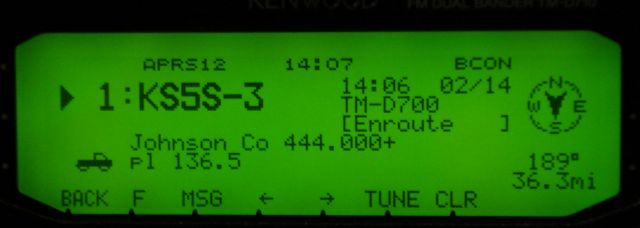 KENWOOD FM DUAL BANDER TM-D710
APRS12 14:07 BCON
1:KS5S-3 14:06 02/14
TM-D700
[Enroute ]
N
W E
S
Johnson Co 444.000+
pl 136.5
189°
36.3mi
BACK F MSG ← → TUNE CLR